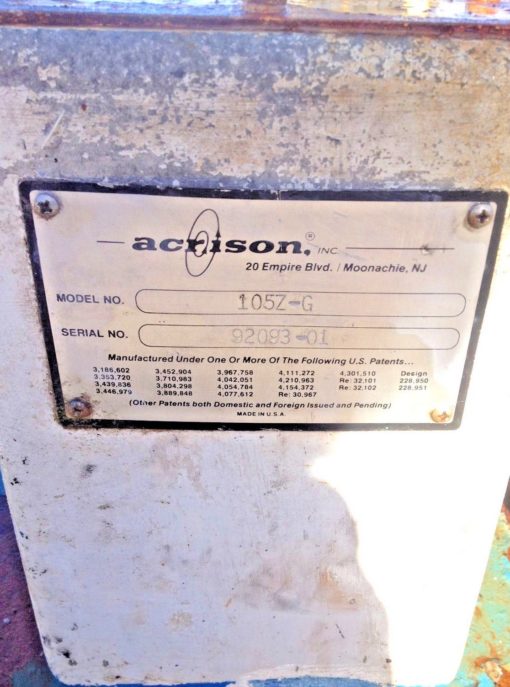 acrison,® INC.
20 Empire Blvd. / Moonachie, NJ
MODEL NO. 105Z-G
SERIAL NO. 92093-01
Manufactured Under One Or More Of The Following U.S. Patents...
3,186,602 3,452,904 3,967,758 4,111,272 4,301,510 Design
3,353,720 3,710,983 4,042,051 4,210,963 Re: 32,101 228,950
3,439,836 3,804,298 4,054,784 4,154,372 Re: 32,102 228,951
3,446,979 3,889,848 4,077,612 Re: 30,967
(Other Patents both Domestic and Foreign Issued and Pending)
MADE IN U.S.A.